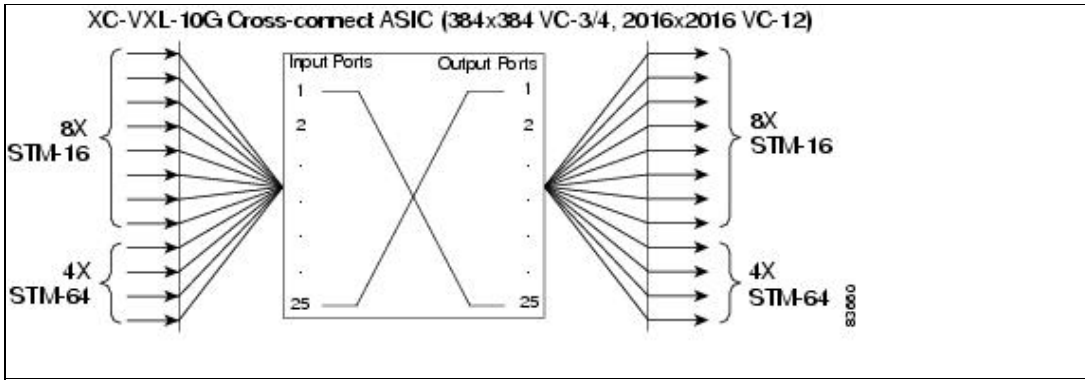 XC-VXL-10G Cross-connect ASIC (384x384 VC-3/4, 2016x2016 VC-12)
Input Ports
Output Ports
1
1
2
2
8X
STM-16
8X
STM-16
.
.
.
.
.
.
.
.
4X
STM-64
4X
STM-64
25
25
83660